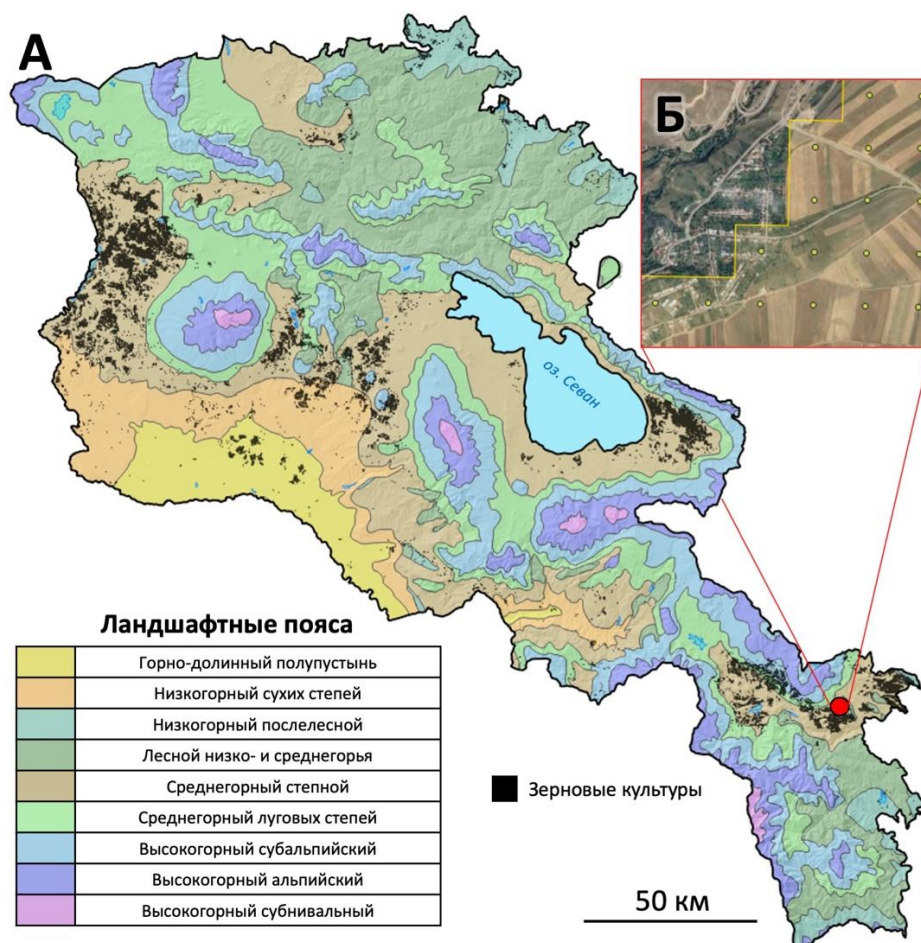 А
Б
оз. Севан
Ландшафтные пояса
Горно-долинный полупустынь
Низкогорный сухих степей
Низкогорный послелесной
Лесной низко- и среднегорья
Среднегорный степной
Среднегорный луговых степей
Высокогорный субальпийский
Высокогорный альпийский
Высокогорный субнивальный
Зерновые культуры
50 км